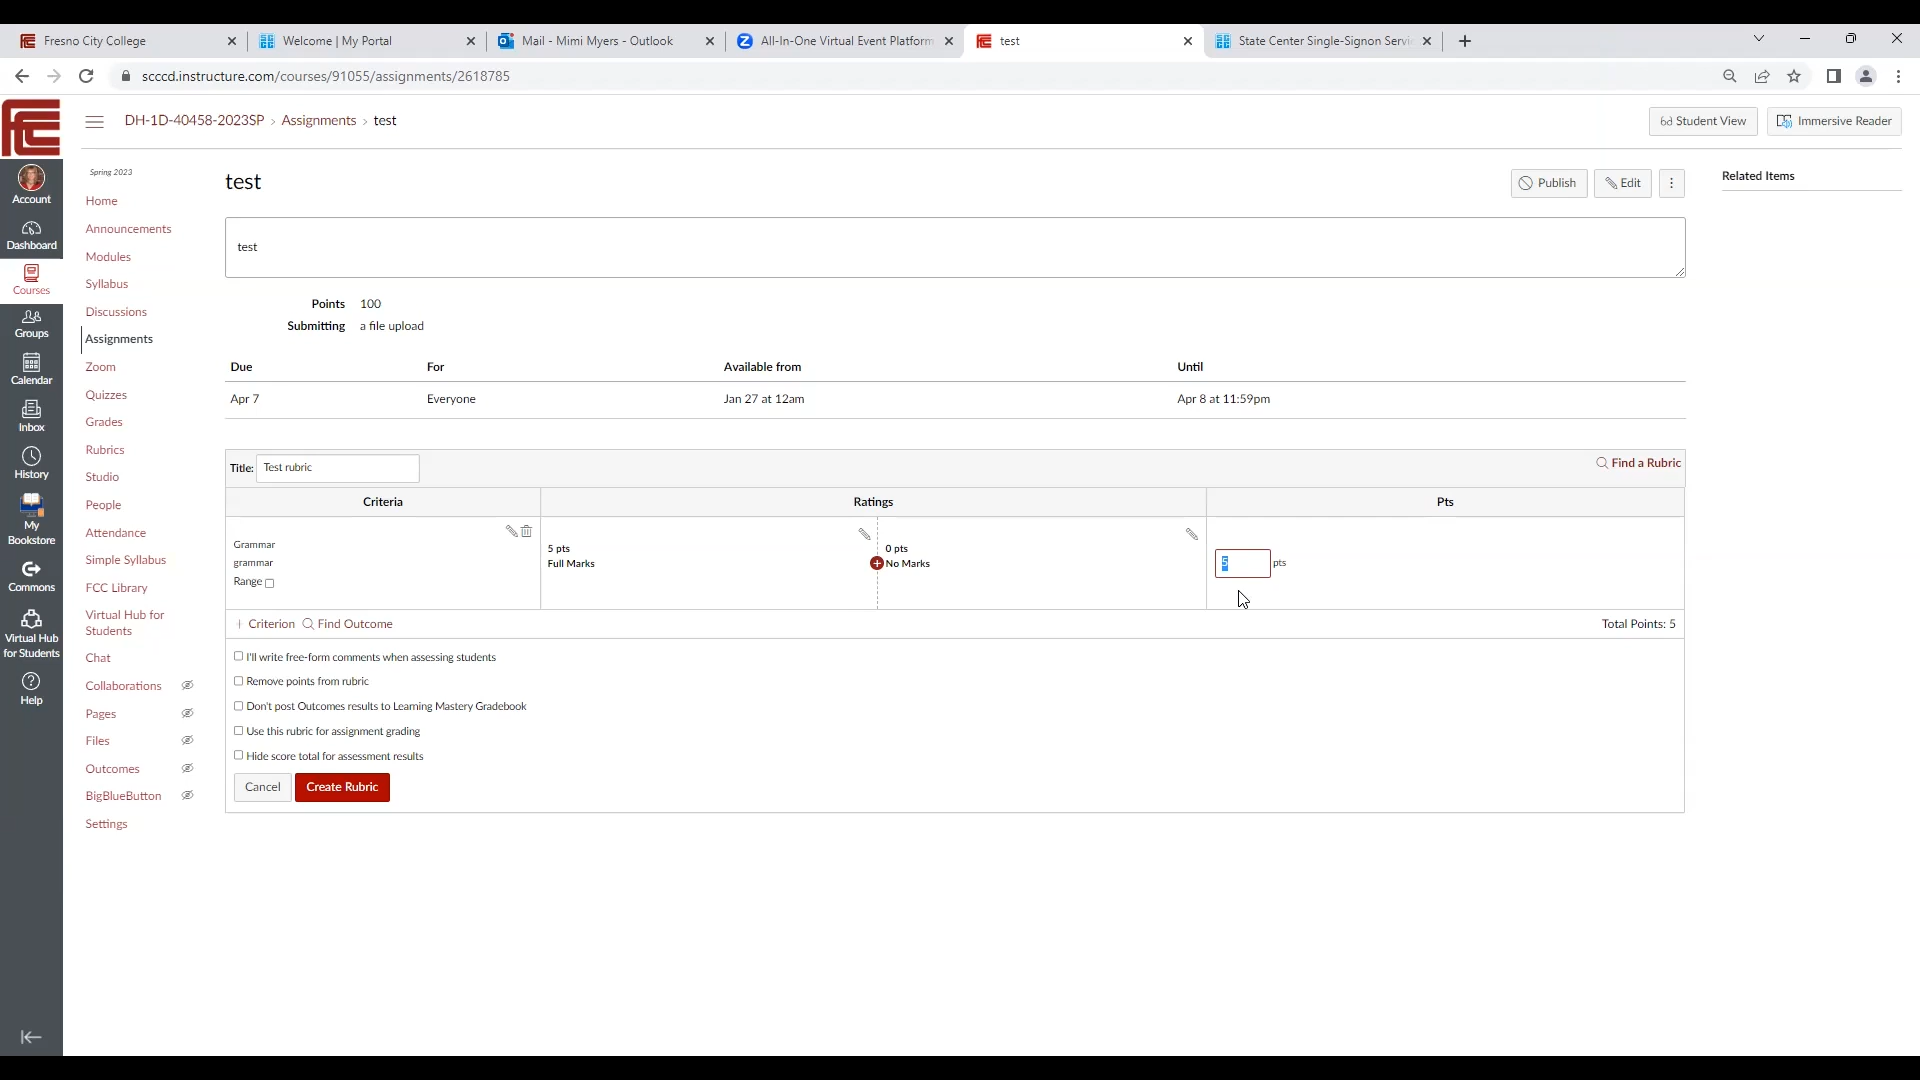 Fresno City College
Welcome | My Portal
Mail - Mimi Myers - Outlook
All-In-One Virtual Event Platform
test
State Center Single-Signon Servi
scccd.instructure.com/courses/91055/assignments/2618785
DH-1D-40458-2023SP › Assignments › test
Student View
Immersive Reader
Account
Dashboard
Courses
Groups
Calendar
Inbox
History
My
Bookstore
Commons
Virtual Hub
for Students
Help
Spring 2023
Home
Announcements
Modules
Syllabus
Discussions
Assignments
Zoom
Quizzes
Grades
Rubrics
Studio
People
Attendance
Simple Syllabus
FCC Library
Virtual Hub for
Students
Chat
Collaborations
Pages
Files
Outcomes
BigBlueButton
Settings
test
Publish
Edit
Related Items
test
Points 100
Submitting a file upload
Due For Available from Until
Apr 7 Everyone Jan 27 at 12am Apr 8 at 11:59pm
Title: Test rubric
Find a Rubric
Criteria Ratings Pts
Grammar
grammar
Range
5 pts
Full Marks
0 pts
No Marks
5 pts
+ Criterion Find Outcome
Total Points: 5
I'll write free-form comments when assessing students
Remove points from rubric
Don't post Outcomes results to Learning Mastery Gradebook
Use this rubric for assignment grading
Hide score total for assessment results
Cancel
Create Rubric